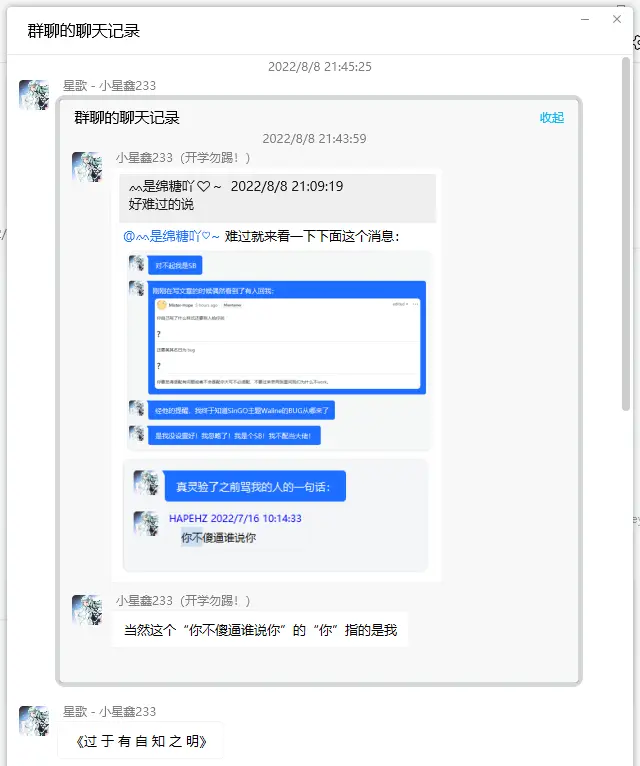 群聊的聊天记录
2022/8/8 21:45:25
星歌 - 小星鑫233
群聊的聊天记录
收起
2022/8/8 21:43:59
小星鑫233（开学勿踢！）
ᨐ是绵糖吖♡～ 2022/8/8 21:09:19
好难过的说
@ᨐ是绵糖吖♡～ 难过就来看一下下面这个消息：
对不起我是SB
刚刚在写文章的时候偶然看到了有人回我：
Mister-Hope 5 hours ago
?
?
经他的提醒，我终于知道SinGO主题Waline的BUG从哪来了
是我没设置好！我忽略了！我是个SB！我不配当大佬！
真灵验了之前骂我的人的一句话：
HAPEHZ 2022/7/16 10:14:33
你不傻逼谁说你
小星鑫233（开学勿踢！）
当然这个“你不傻逼谁说你”的“你”指的是我
星歌 - 小星鑫233
《过 于 有 自 知 之 明》